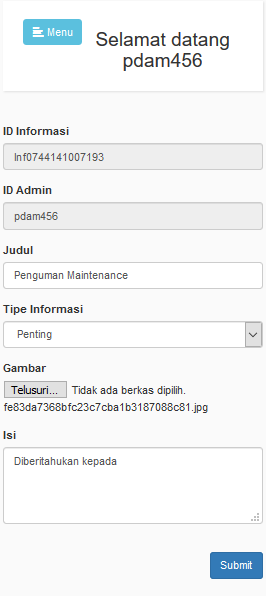 Menu
Selamat datang
pdam456
ID Informasi
Inf0744141007193
ID Admin
pdam456
Judul
Penguman Maintenance
Tipe Informasi
Penting
Gambar
Telusuri... Tidak ada berkas dipilih.
fe83da7368bfc23c7cba1b3187088c81.jpg
Isi
Diberitahukan kepada
Submit